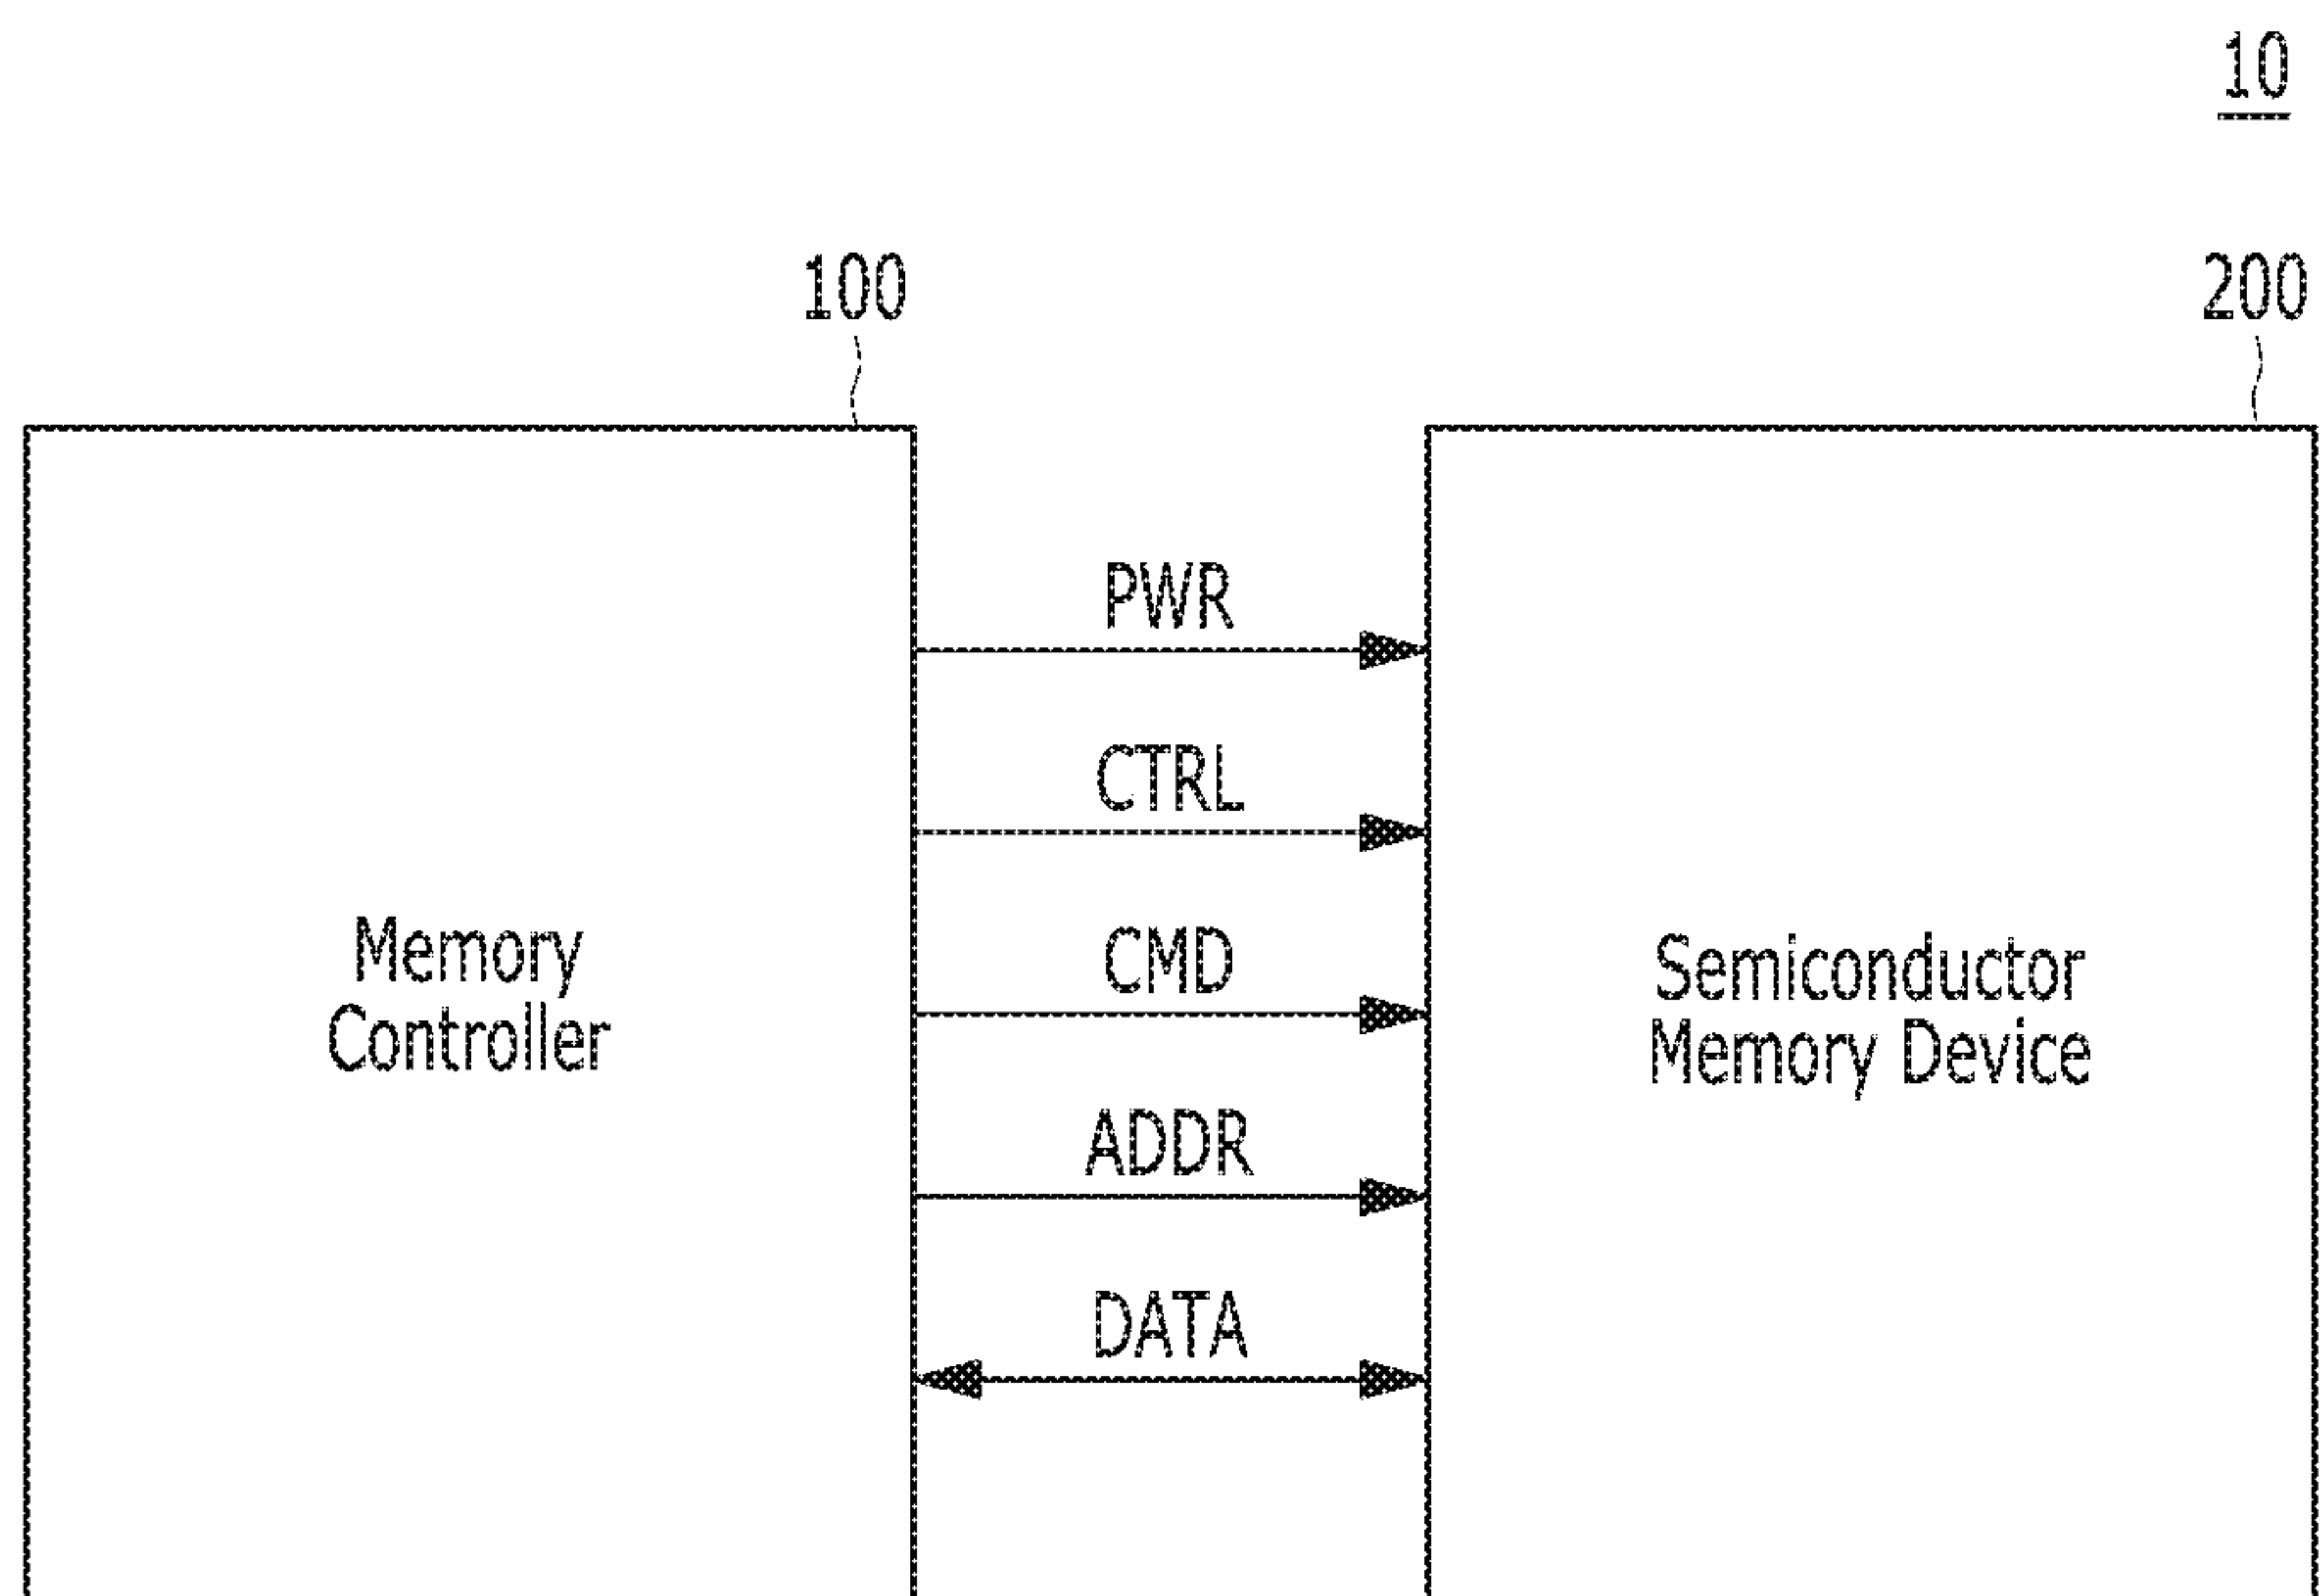 10
100
200
PWR
CTRL
Memory
Controller
CMD
Semiconductor
Memory Device
ADDR
DATA